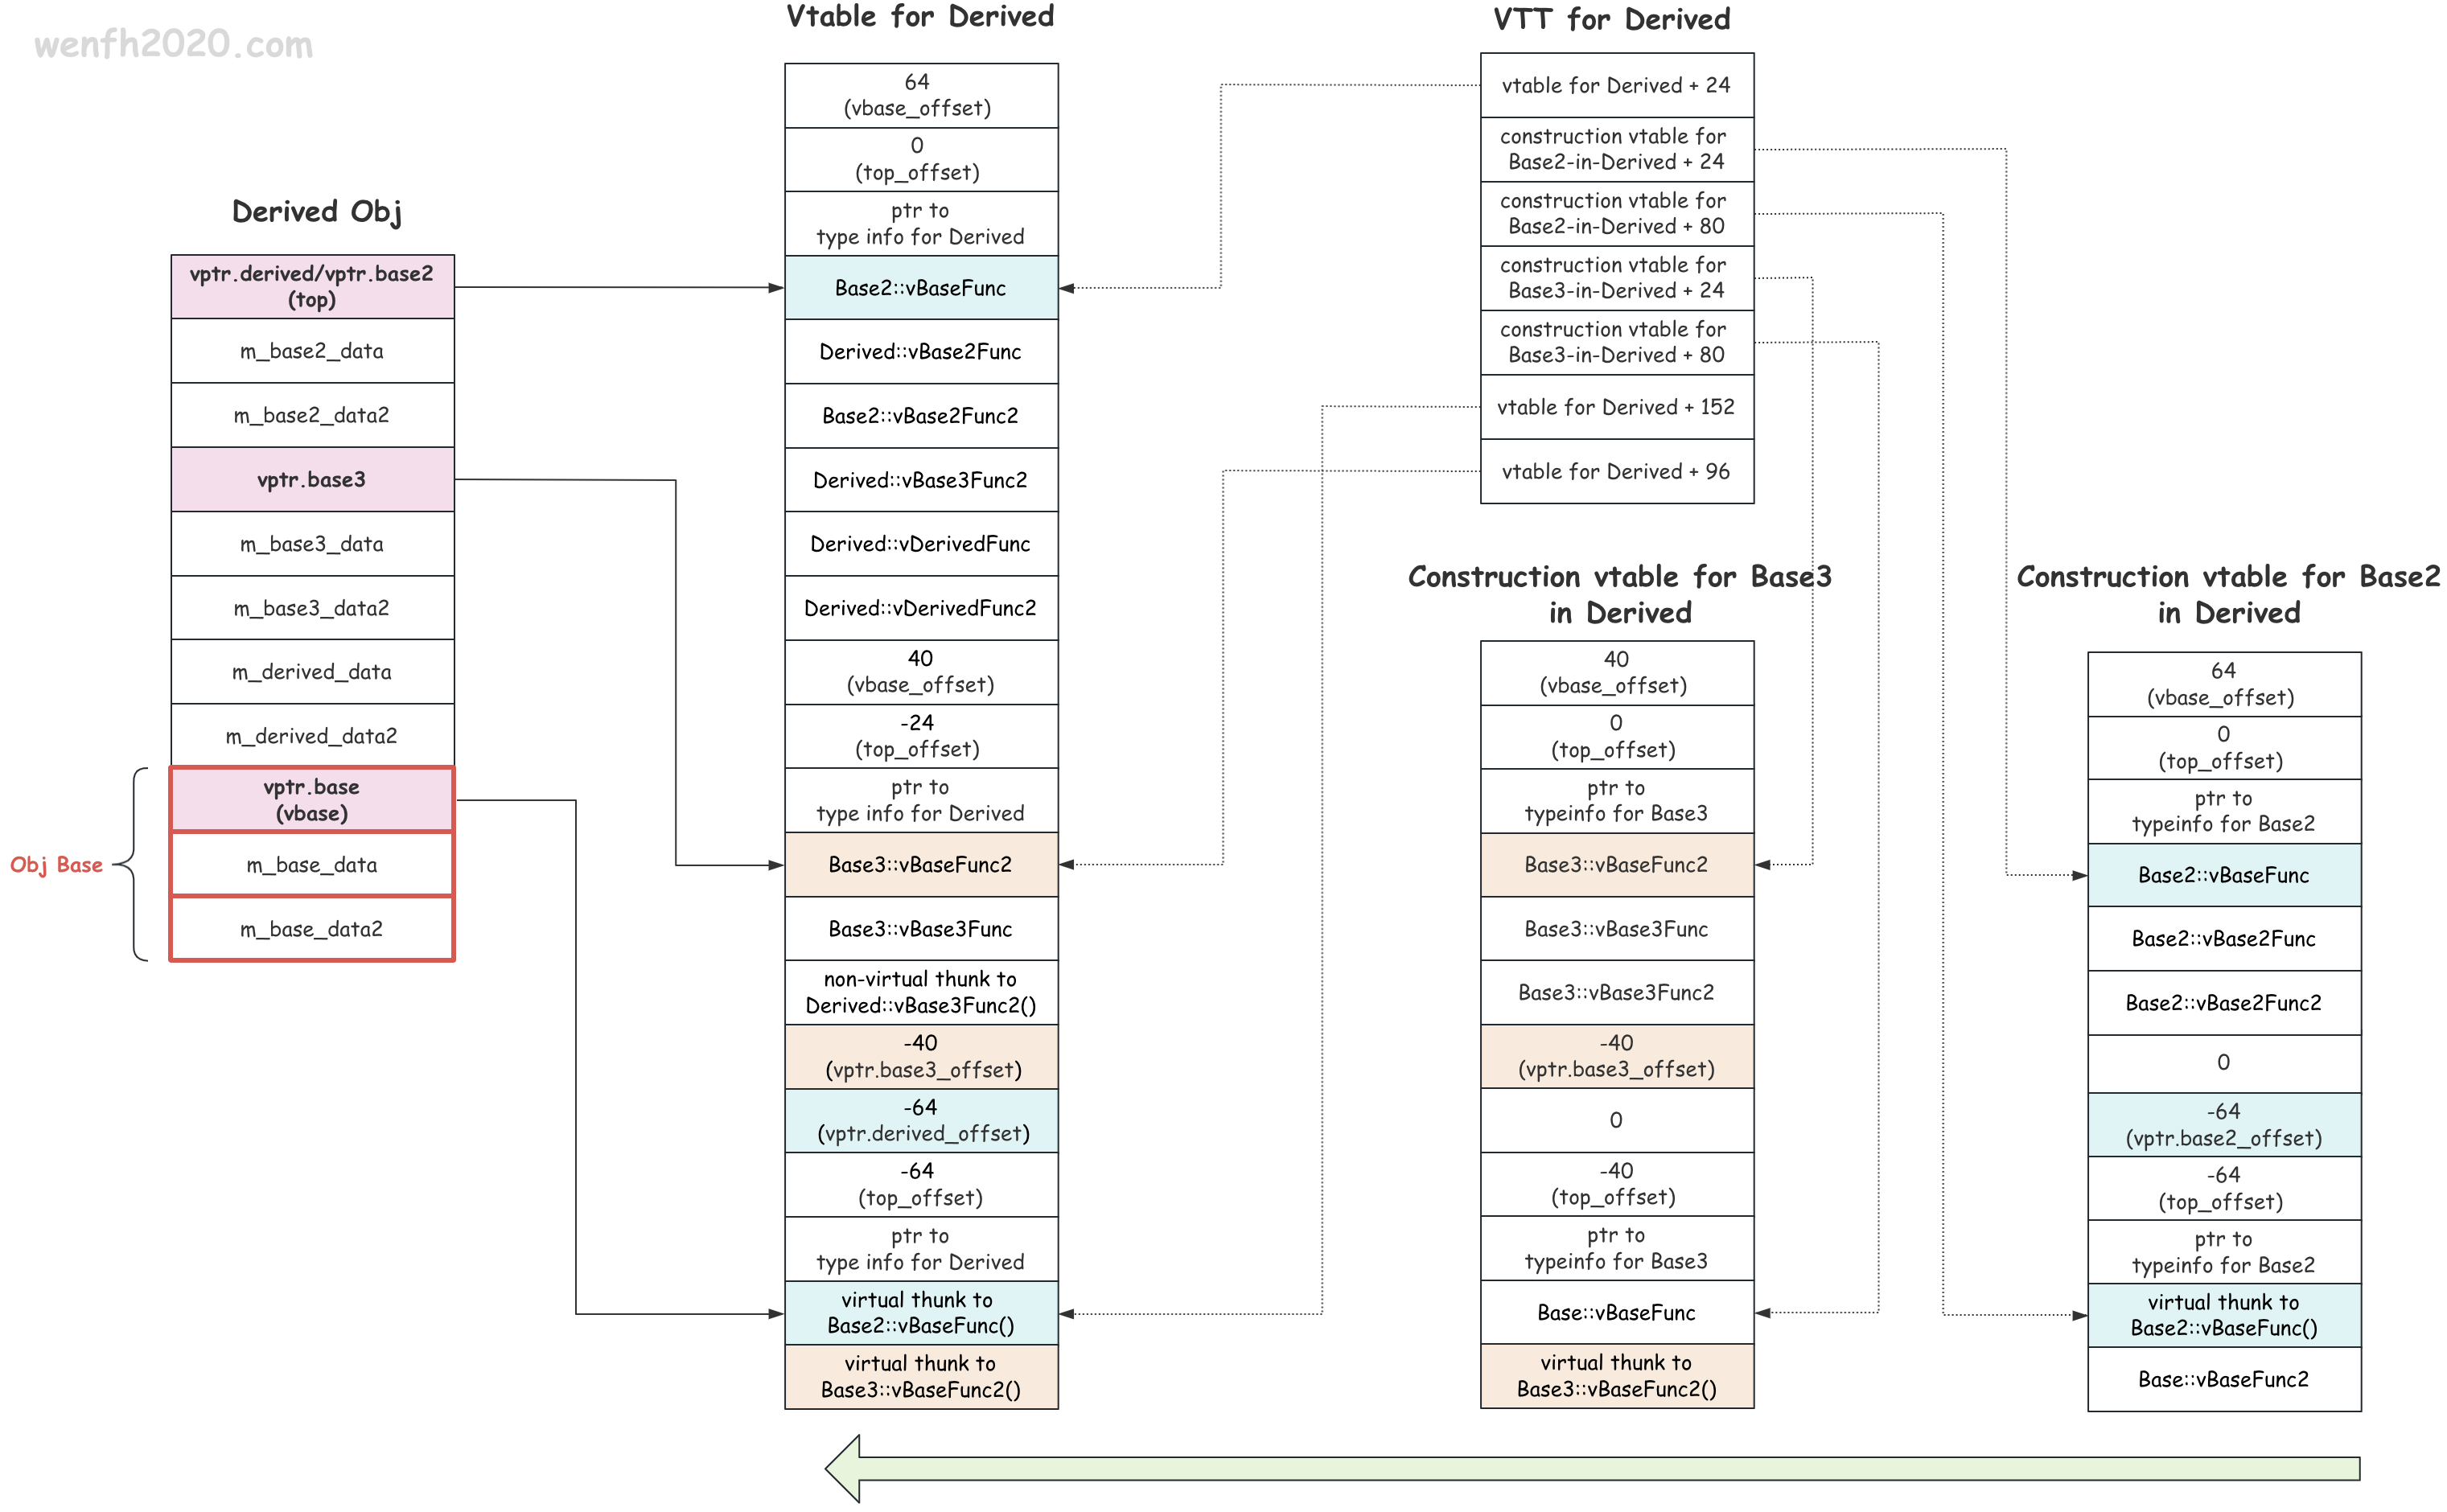 wenfh2020.com
Derived Obj
vptr.derived/vptr.base2
(top)
m_base2_data
m_base2_data2
vptr.base3
m_base3_data
m_base3_data2
m_derived_data
m_derived_data2
vptr.base
(vbase)
m_base_data
m_base_data2
Obj Base
Vtable for Derived
64
(vbase_offset)
0
(top_offset)
ptr to
type info for Derived
Base2::vBaseFunc
Derived::vBase2Func
Base2::vBase2Func2
Derived::vBase3Func2
Derived::vDerivedFunc
Derived::vDerivedFunc2
40
(vbase_offset)
-24
(top_offset)
ptr to
type info for Derived
Base3::vBaseFunc2
Base3::vBase3Func
non-virtual thunk to
Derived::vBase3Func2()
-40
(vptr.base3_offset)
-64
(vptr.derived_offset)
-64
(top_offset)
ptr to
type info for Derived
virtual thunk to
Base2::vBaseFunc()
virtual thunk to
Base3::vBaseFunc2()
VTT for Derived
vtable for Derived + 24
construction vtable for
Base2-in-Derived + 24
construction vtable for
Base2-in-Derived + 80
construction vtable for
Base3-in-Derived + 24
construction vtable for
Base3-in-Derived + 80
vtable for Derived + 152
vtable for Derived + 96
Construction vtable for Base3
in Derived
40
(vbase_offset)
0
(top_offset)
ptr to
typeinfo for Base3
Base3::vBaseFunc2
Base3::vBase3Func
Base3::vBase3Func2
-40
(vptr.base3_offset)
0
-40
(top_offset)
ptr to
typeinfo for Base3
Base::vBaseFunc
virtual thunk to
Base3::vBaseFunc2()
Construction vtable for Base2
in Derived
64
(vbase_offset)
0
(top_offset)
ptr to
typeinfo for Base2
Base2::vBaseFunc
Base2::vBase2Func
Base2::vBase2Func2
0
-64
(vptr.base2_offset)
-64
(top_offset)
ptr to
typeinfo for Base2
virtual thunk to
Base2::vBaseFunc()
Base::vBaseFunc2